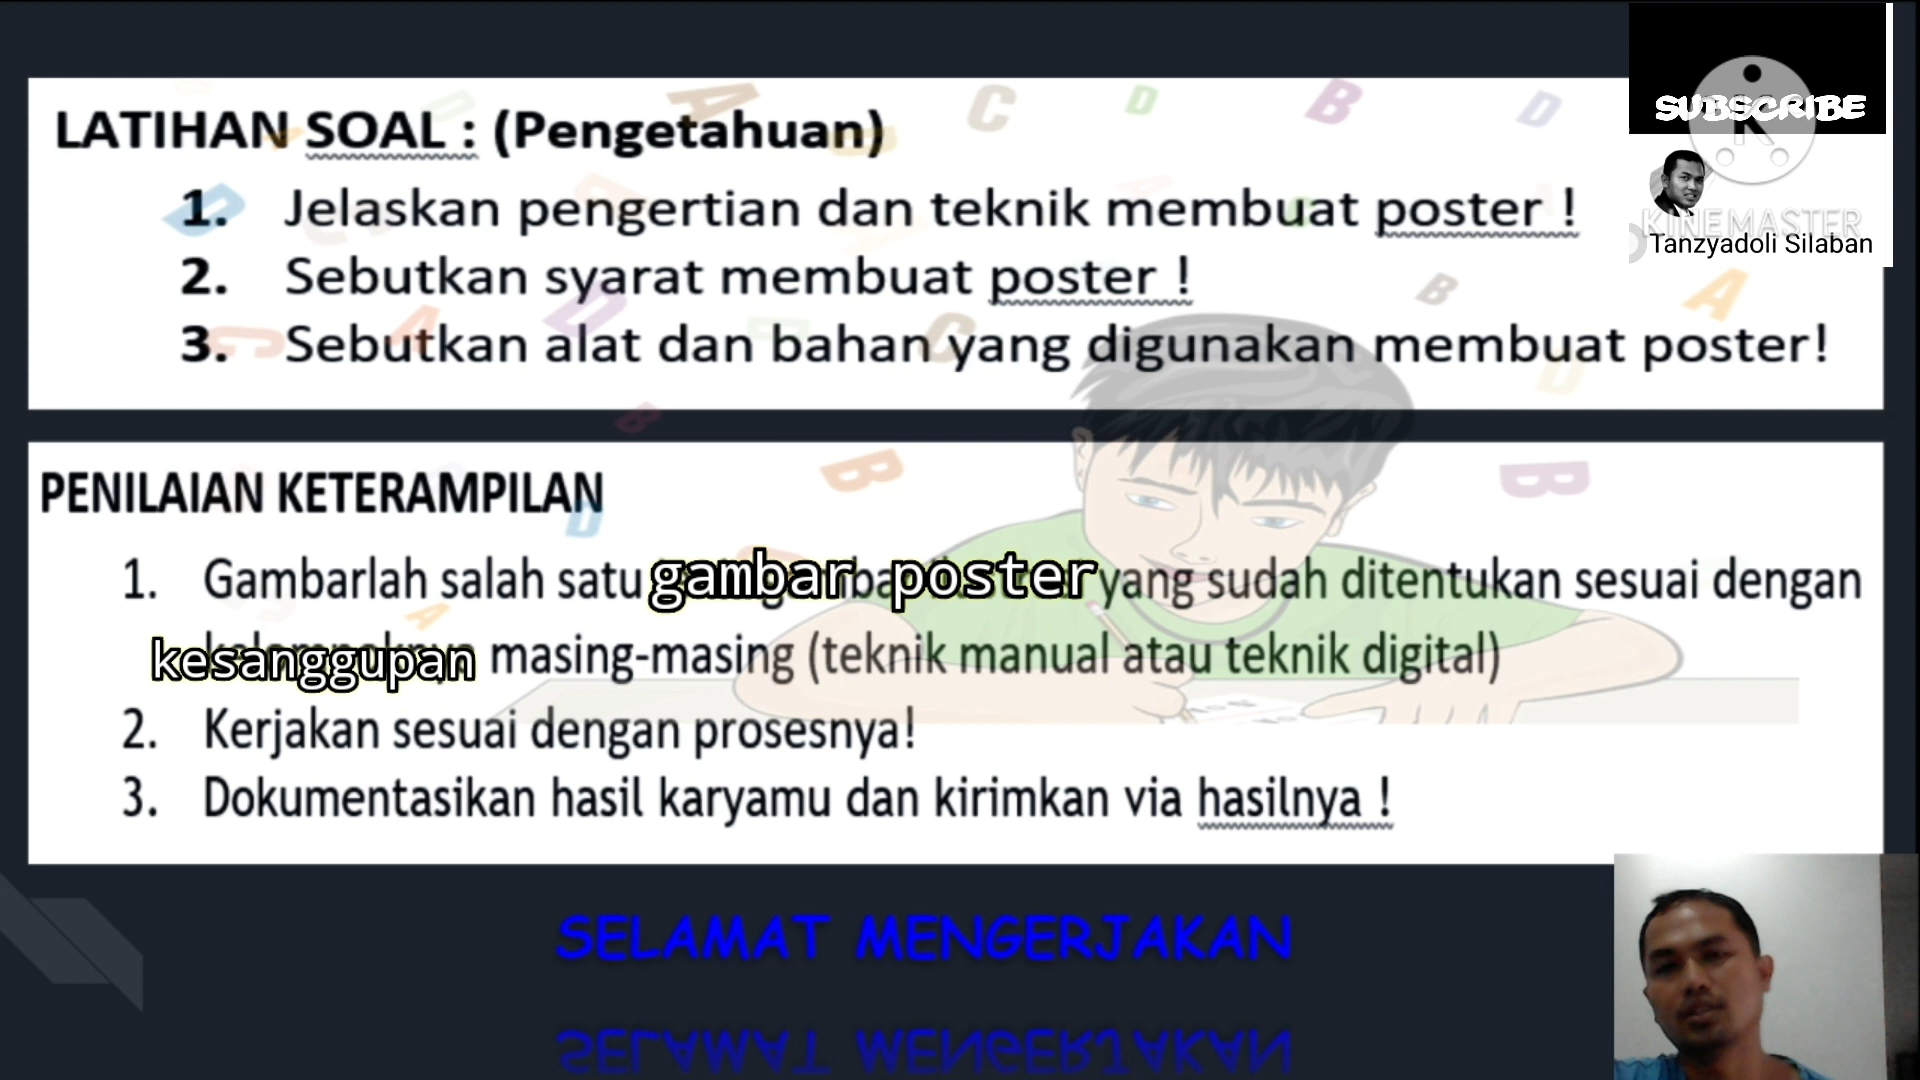 LATIHAN SOAL : (Pengetahuan)
1. Jelaskan pengertian dan teknik membuat poster !
2. Sebutkan syarat membuat poster !
3. Sebutkan alat dan bahan yang digunakan membuat poster!
SUBSCRIBE
KINEMASTER
Tanzyadoli Silaban
PENILAIAN KETERAMPILAN
1. Gambarlah salah satu gambar poster yang sudah ditentukan sesuai dengan
kesanggupan masing-masing (teknik manual atau teknik digital)
2. Kerjakan sesuai dengan prosesnya!
3. Dokumentasikan hasil karyamu dan kirimkan via hasilnya !
SELAMAT MENGERJAKAN